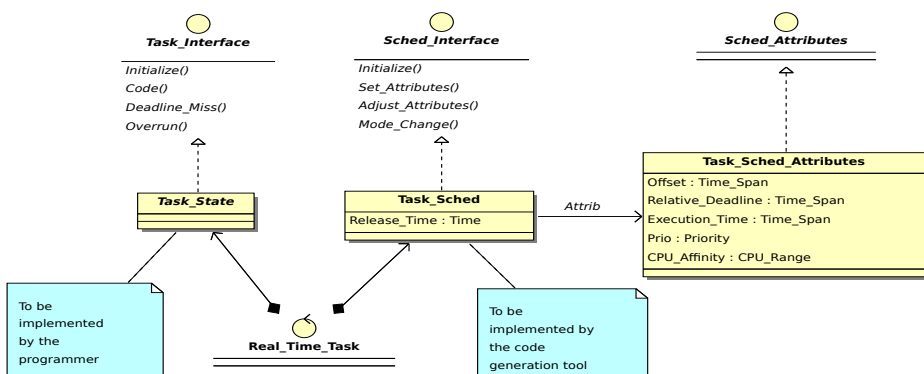 Task_Interface
Initialize()
Code()
Deadline_Miss()
Overrun()
Sched_Interface
Initialize()
Set_Attributes()
Adjust_Attributes()
Mode_Change()
Sched_Attributes
Task_State
Task_Sched
Release_Time : Time
Attrib
Task_Sched_Attributes
Offset : Time_Span
Relative_Deadline : Time_Span
Execution_Time : Time_Span
Prio : Priority
CPU_Affinity : CPU_Range
To be
implemented
by the
programmer
Real_Time_Task
To be
implemented by
the code
generation tool